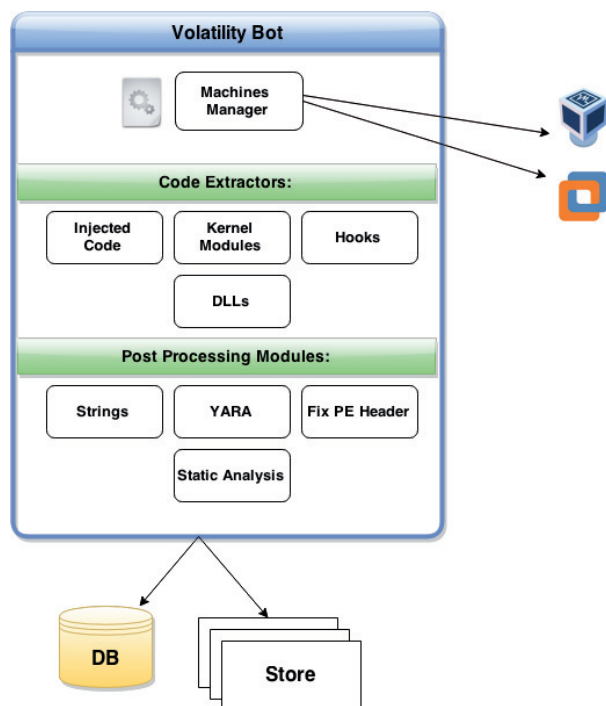 Volatility Bot
Machines
Manager
Code Extractors:
Injected
Code
Kernel
Modules
Hooks
DLLs
Post Processing Modules:
Strings
YARA
Fix PE Header
Static Analysis
DB
Store